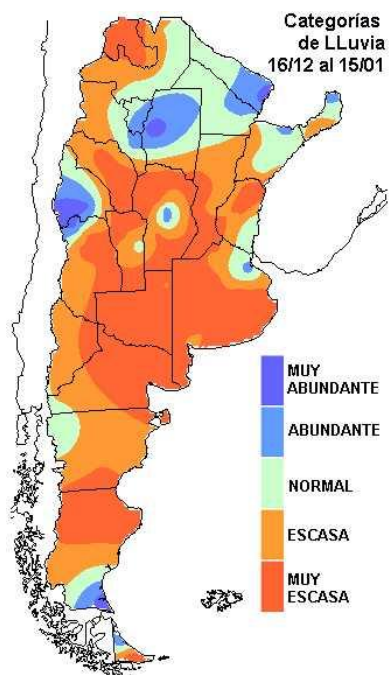 Categorías
de LLuvia
16/12 al 15/01
MUY
ABUNDANTE
ABUNDANTE
NORMAL
ESCASA
MUY
ESCASA